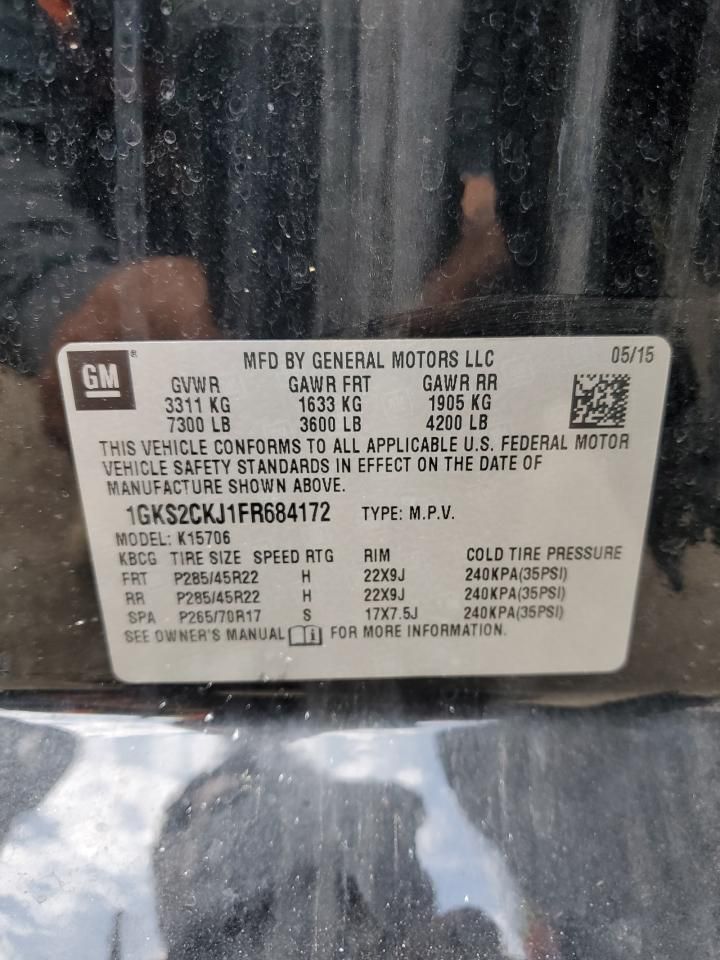 GM® MFD BY GENERAL MOTORS LLC 05/15
GVWR GAWR FRT GAWR RR
3311 KG 1633 KG 1905 KG
7300 LB 3600 LB 4200 LB
THIS VEHICLE CONFORMS TO ALL APPLICABLE U.S. FEDERAL MOTOR
VEHICLE SAFETY STANDARDS IN EFFECT ON THE DATE OF
MANUFACTURE SHOWN ABOVE.
1GKS2CKJ1FR684172 TYPE: M.P.V.
MODEL: K15706
KBCG TIRE SIZE SPEED RTG RIM COLD TIRE PRESSURE
FRT P285/45R22 H 22X9J 240KPA(35PSI)
RR P285/45R22 H 22X9J 240KPA(35PSI)
SPA P265/70R17 S 17X7.5J 240KPA(35PSI)
SEE OWNER'S MANUAL FOR MORE INFORMATION.